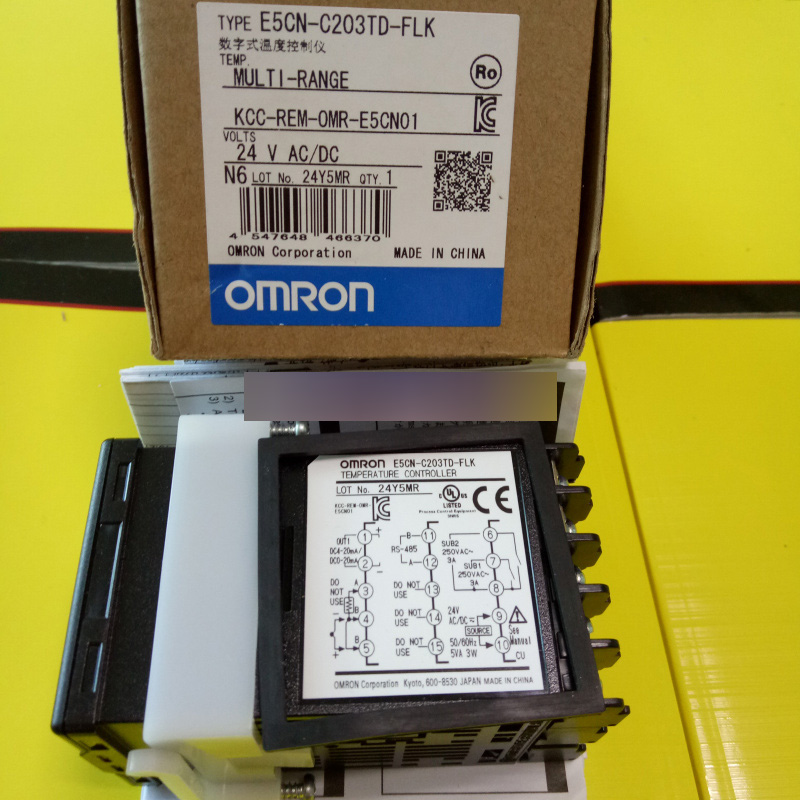 TYPE E5CN-C203TD-FLK
数字式温度控制仪
TEMP.
MULTI-RANGE
Ro
KCC-REM-OMR-E5CN01
VOLTS
24 V AC/DC
N6 LOT No. 24Y5MR QTY. 1
4 547648 466370
OMRON Corporation MADE IN CHINA
OMRON
OMRON E5CN-C203TD-FLK
TEMPERATURE CONTROLLER
LOT No. 24Y5MR
KCC-REM-OMR
E5CN01
C UL US
LISTED
Process Control Equipment
CE
OUT1
DC4-20mA/
DC0-20mA
+
1
2
−
DO
NOT
USE
A
3
B
4
B
5
−
+
B
11
RS-485
A
12
DO NOT
USE
13
DO NOT
USE
14
DO NOT
USE
15
6
SUB2
250VAC~
3A
7
SUB1
250VAC~
3A
8
24V
AC/DC
9
SOURCE
50/60Hz
5VA 3W
10
See
Manual
CU
OMRON Corporation Kyoto, 600-8530 JAPAN MADE IN CHINA